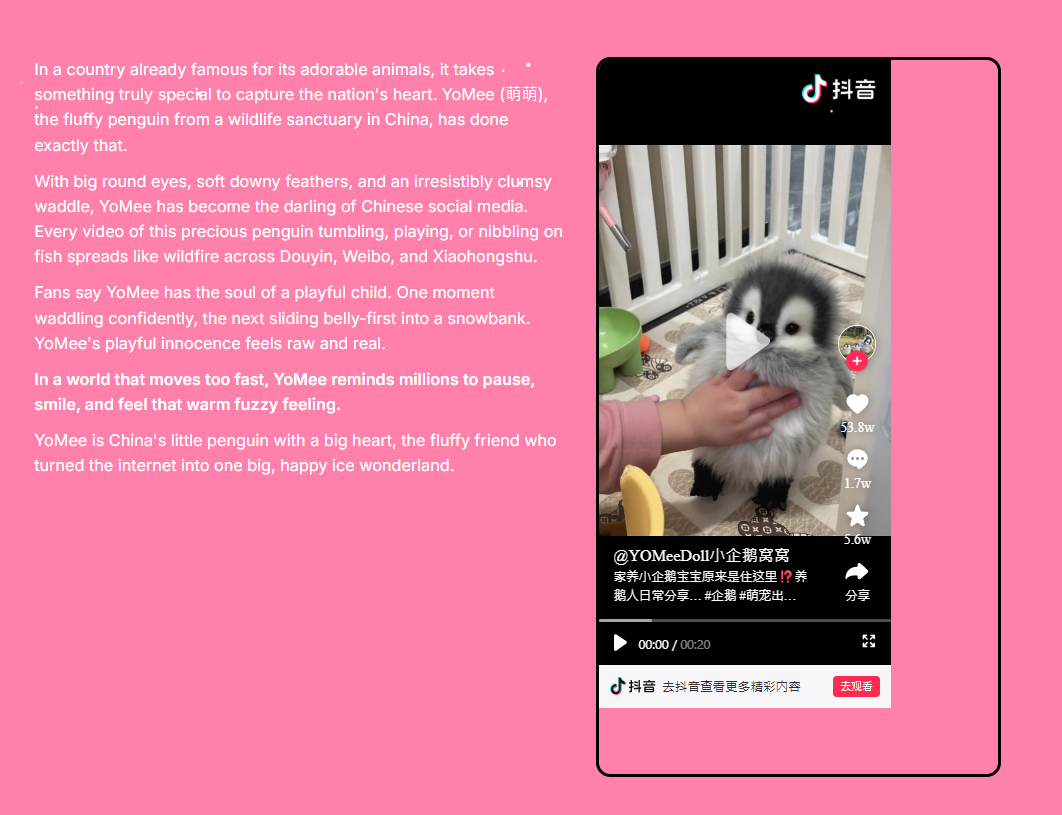 In a country already famous for its adorable animals, it takes
something truly special to capture the nation's heart. YoMee (萌萌),
the fluffy penguin from a wildlife sanctuary in China, has done
exactly that.
With big round eyes, soft downy feathers, and an irresistibly clumsy
waddle, YoMee has become the darling of Chinese social media.
Every video of this precious penguin tumbling, playing, or nibbling on
fish spreads like wildfire across Douyin, Weibo, and Xiaohongshu.
Fans say YoMee has the soul of a playful child. One moment
waddling confidently, the next sliding belly-first into a snowbank.
YoMee's playful innocence feels raw and real.
In a world that moves too fast, YoMee reminds millions to pause,
smile, and feel that warm fuzzy feeling.
YoMee is China's little penguin with a big heart, the fluffy friend who
turned the internet into one big, happy ice wonderland.
抖音
53.8w
1.7w
5.6w
分享
@YOMeeDoll小企鹅窝窝
家养小企鹅宝宝原来是住这里⁉️养
鹅人日常分享... #企鹅 #萌宠出...
00:00 / 00:20
抖音 去抖音查看更多精彩内容 去观看